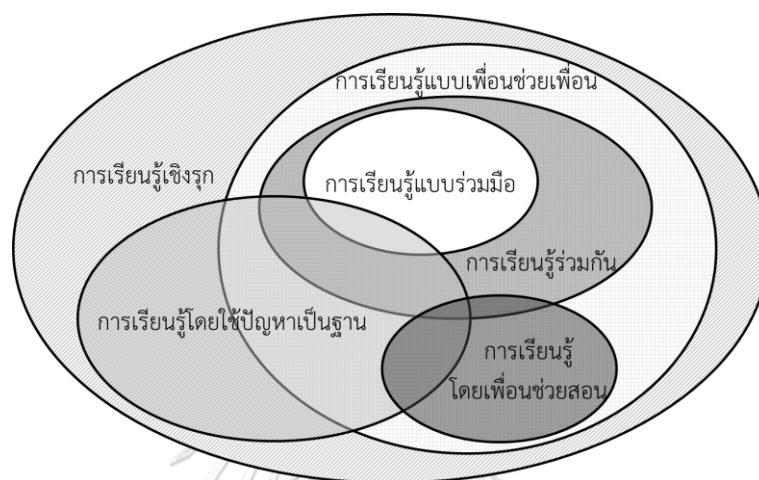 การเรียนรู้แบบเพื่อนช่วยเพื่อน
การเรียนรู้เชิงรุก
การเรียนรู้แบบร่วมมือ
การเรียนรู้ร่วมกัน
การเรียนรู้โดยใช้ปัญหาเป็นฐาน
การเรียนรู้
โดยเพื่อนช่วยสอน